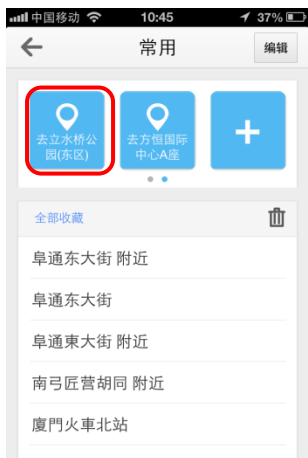 中国移动 10:45 37%
常用 编辑
去立水桥公
园(东区)
去方恒国际
中心A座
+
全部收藏
阜通东大街 附近
阜通东大街
阜通東大街 附近
南弓匠营胡同 附近
廈門火車北站